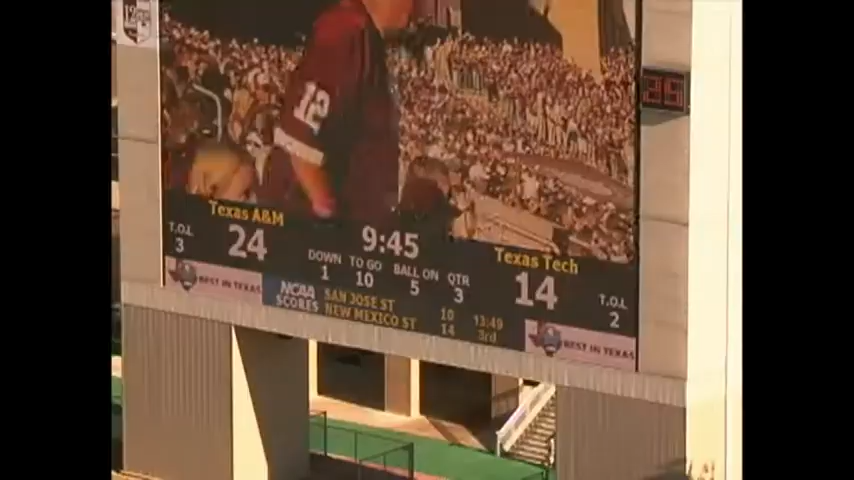 12
12
25
Texas A&M
24
T.O.L
3
9:45
DOWN TO GO BALL ON QTR
1 10 5 3
Texas Tech
14
T.O.L
2
BEST IN TEXAS
NCAA SCORES
SAN JOSE ST 10 13:49
NEW MEXICO ST 14 3rd
BEST IN TEXAS